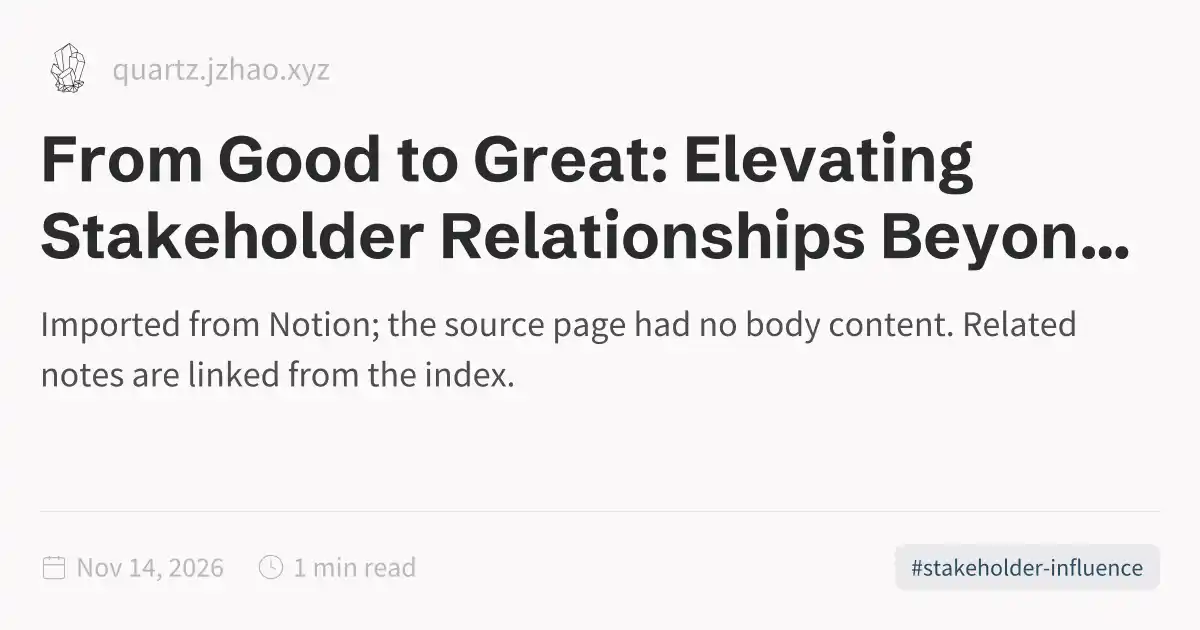 quartz.jzhao.xyz
From Good to Great: Elevating
Stakeholder Relationships Beyon...
Imported from Notion; the source page had no body content. Related
notes are linked from the index.
Nov 14, 2026 1 min read #stakeholder-influence